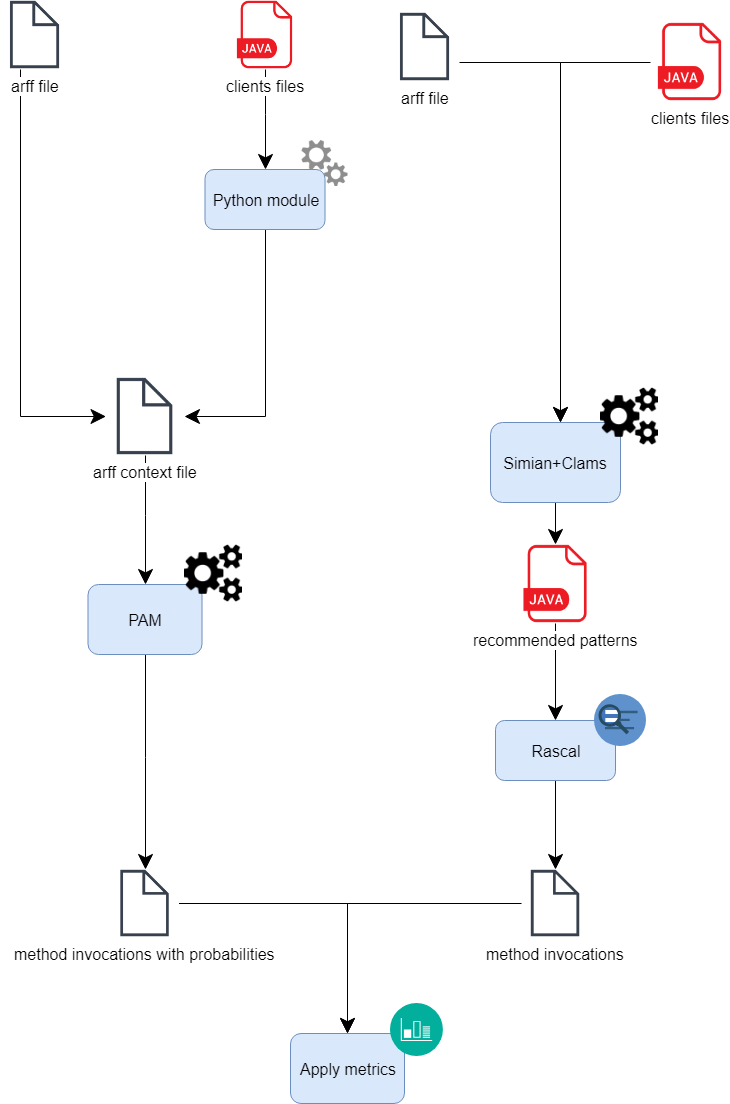 JAVA
arff file
clients files
arff file
JAVA
clients files
Python module
arff context file
Simian+Clams
PAM
JAVA
recommended patterns
Rascal
method invocations with probabilities
method invocations
Apply metrics